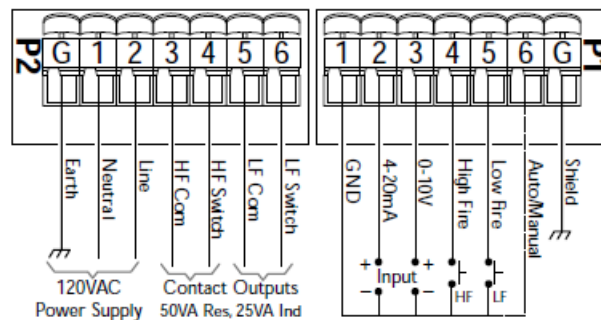 P2
G 1 2 3 4 5 6
1 2 3 4 5 6 G
P1
Earth
Neutral
Line
HF Com
HF Switch
LF Com
LF Switch
GND
4-20mA
0-10V
High Fire
Low Fire
Auto/Manual
Shield
+ Input +
- -
HF
LF
120VAC
Power Supply
Contact Outputs
50VA Res, 25VA Ind